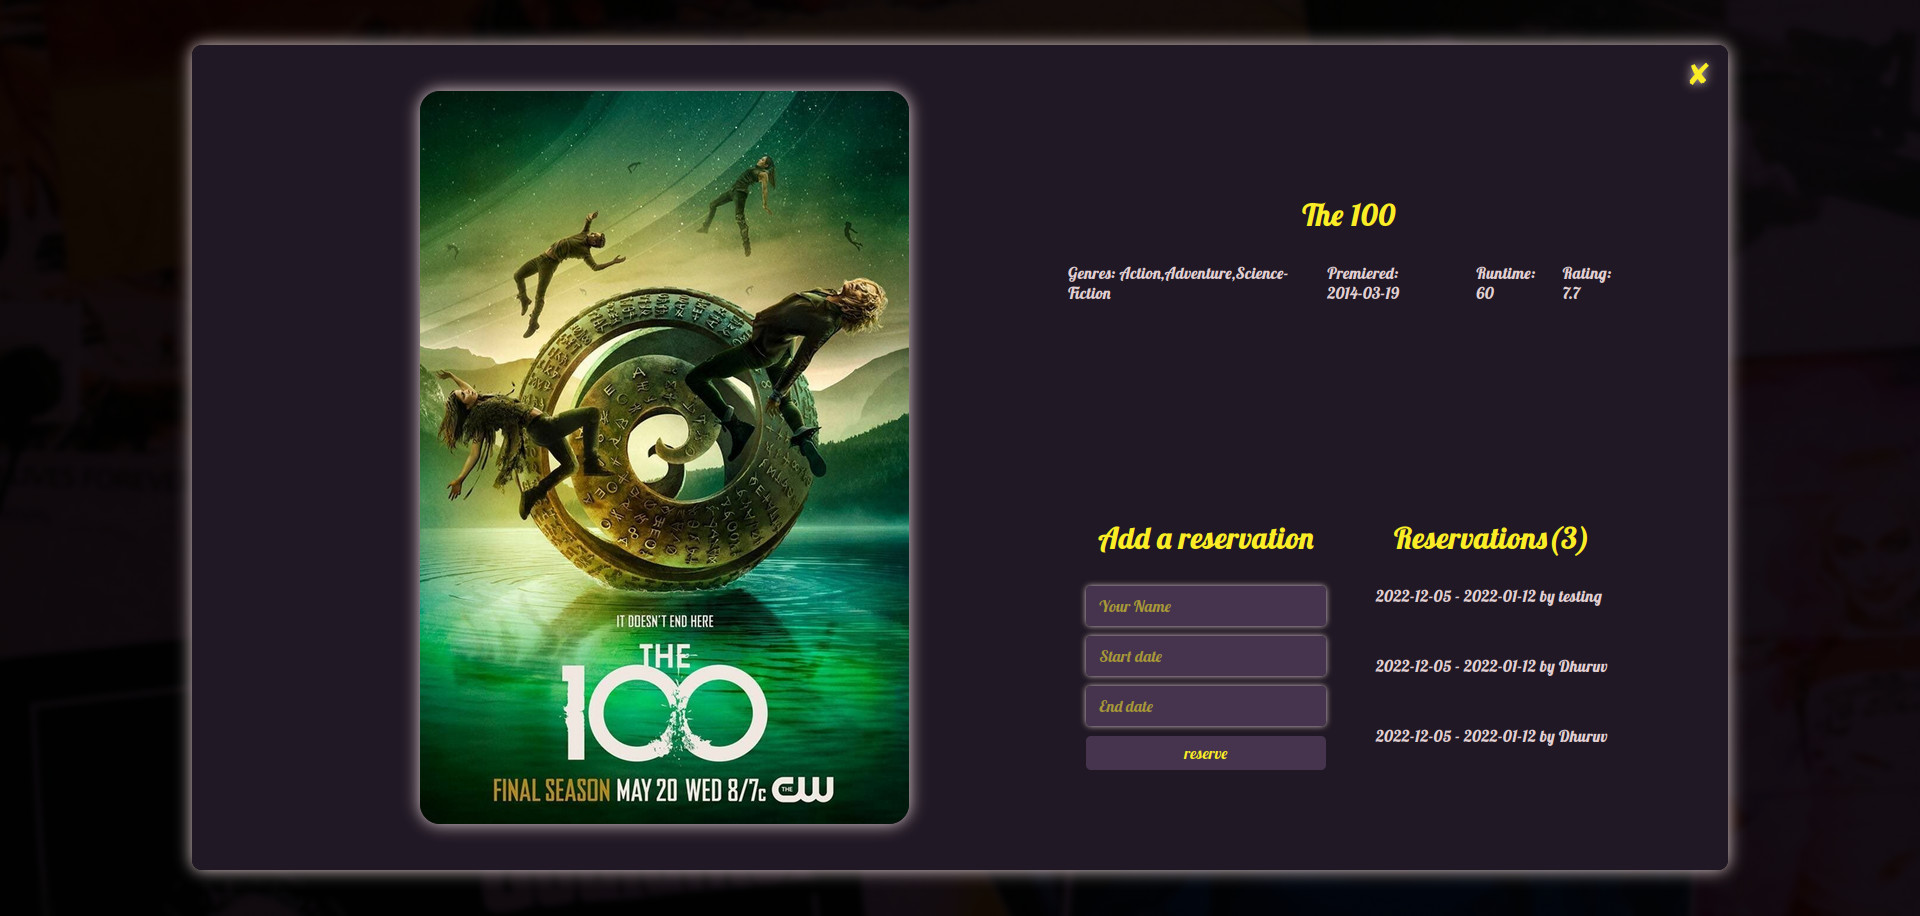 ✘
IT DOESN'T END HERE
THE
100
FINAL SEASON MAY 20 WED 8/7c THE CW
The 100
Genres: Action,Adventure,Science-
Fiction
Premiered:
2014-03-19
Runtime:
60
Rating:
7.7
Add a reservation
Your Name
Start date
End date
reserve
Reservations(3)
2022-12-05 - 2022-01-12 by testing
2022-12-05 - 2022-01-12 by Dhuruv
2022-12-05 - 2022-01-12 by Dhuruv